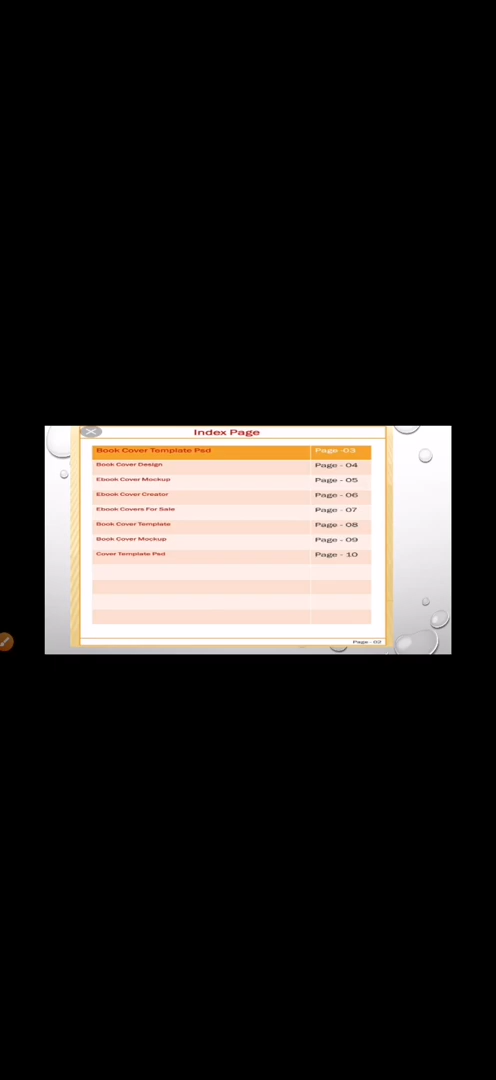 Index Page
Book Cover Template Psd Page -03
Book Cover Design Page - 04
Ebook Cover Mockup Page - 05
Ebook Cover Creator Page - 06
Ebook Covers For Sale Page - 07
Book Cover Template Page - 08
Book Cover Mockup Page - 09
Cover Template Psd Page - 10
Page - 02